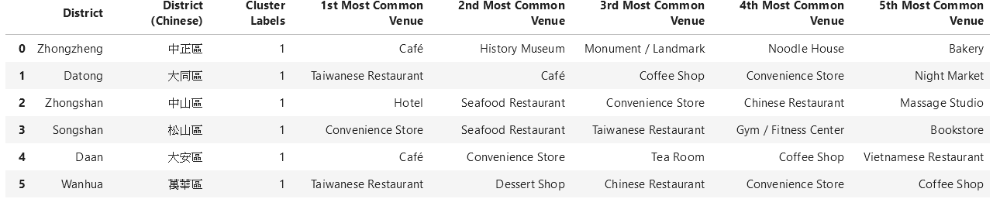 District District (Chinese) Cluster Labels 1st Most Common Venue 2nd Most Common Venue 3rd Most Common Venue 4th Most Common Venue 5th Most Common Venue
0 Zhongzheng 中正區 1 Café History Museum Monument / Landmark Noodle House Bakery
1 Datong 大同區 1 Taiwanese Restaurant Café Coffee Shop Convenience Store Night Market
2 Zhongshan 中山區 1 Hotel Seafood Restaurant Convenience Store Chinese Restaurant Massage Studio
3 Songshan 松山區 1 Convenience Store Seafood Restaurant Taiwanese Restaurant Gym / Fitness Center Bookstore
4 Daan 大安區 1 Café Convenience Store Tea Room Coffee Shop Vietnamese Restaurant
5 Wanhua 萬華區 1 Taiwanese Restaurant Dessert Shop Chinese Restaurant Convenience Store Coffee Shop